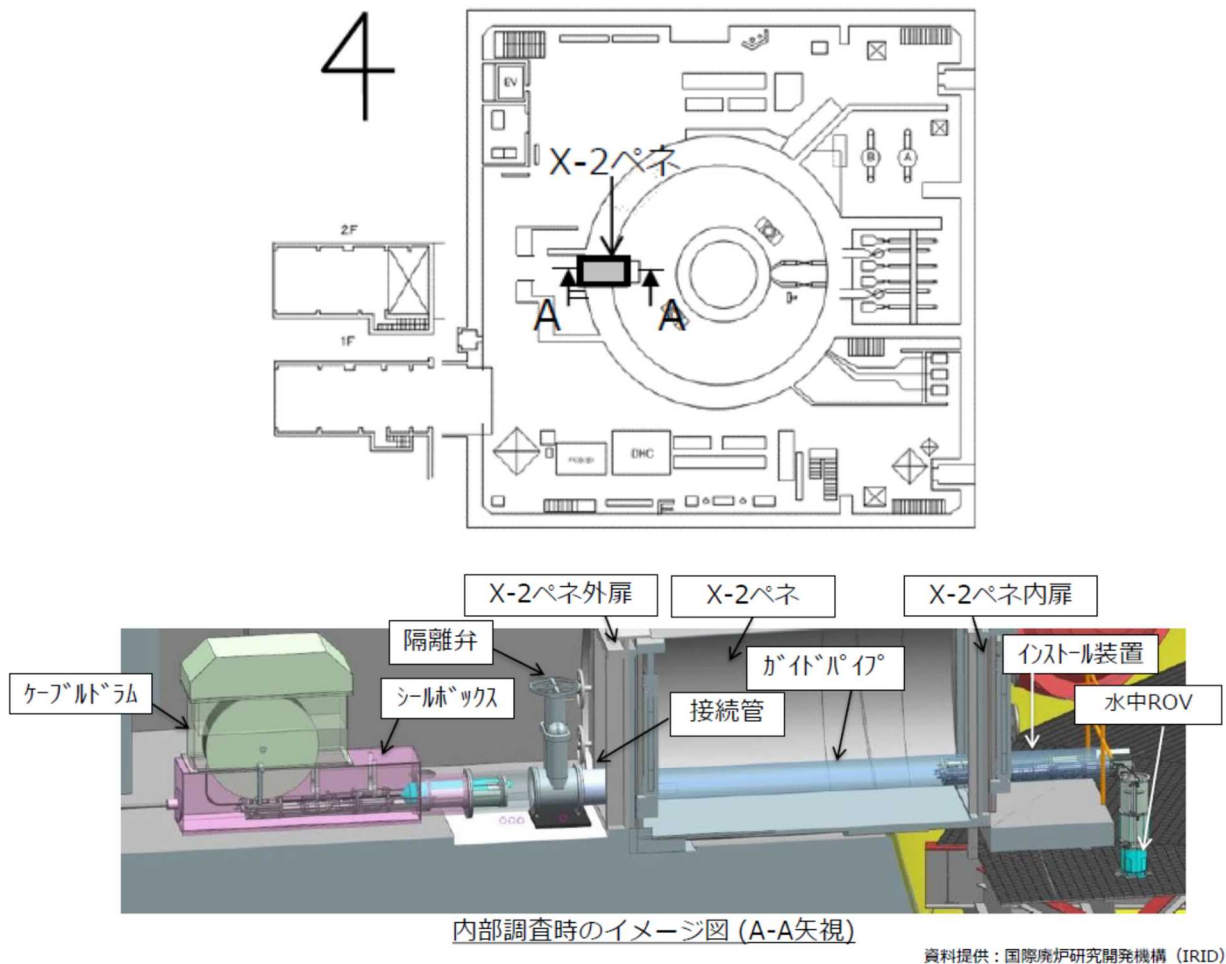 4
EV
X-2ペネ
B
A
2F
A
A
1F
DHC
X-2ペネ外扉
X-2ペネ
X-2ペネ内扉
隔離弁
ｶﾞｲﾄﾞﾊﾟｲﾌﾟ
ｲﾝｽﾄｰﾙ装置
ｹｰﾌﾞﾙﾄﾞﾗﾑ
ｼｰﾙﾎﾞｯｸｽ
接続管
水中ROV
内部調査時のイメージ図 (A-A矢視)
資料提供：国際廃炉研究開発機構（IRID）